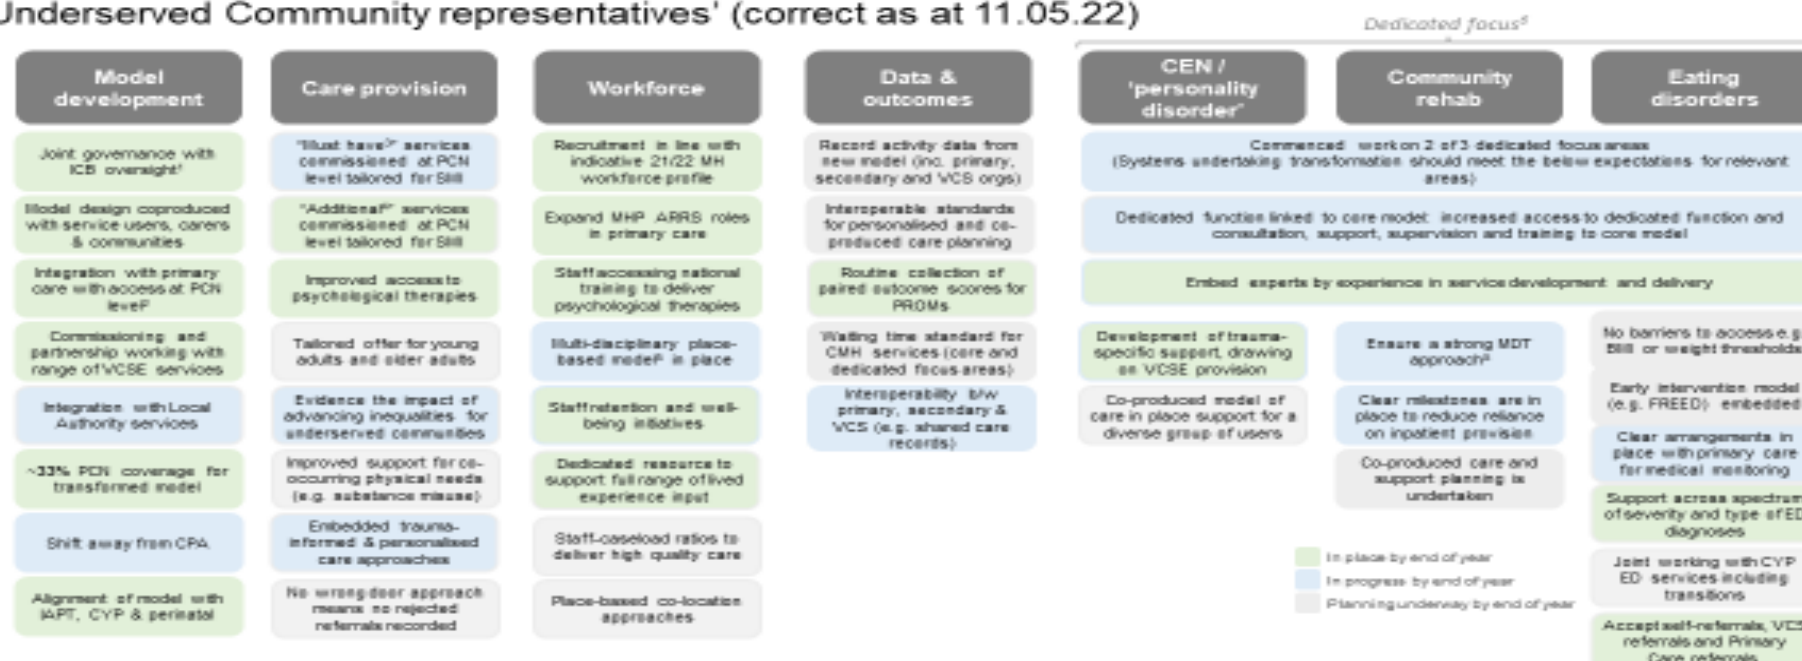 Underserved Community representatives' (correct as at 11.05.22)
Dedicated focus⁵
Model
development
Joint governance with
ICB oversight¹
Model design coproduced
with service users, carers
& communities
Integration with primary
care with access at PCN
level²
Commissioning and
partnership working with
range of VCSE services
Integration with Local
Authority services
~33% PCN coverage for
transformed model
Shift away from CPA
Alignment of model with
IAPT, CYP & perinatal
Care provision
"Must have³" services
commissioned at PCN
level tailored for SMI
"Additional" services
commissioned at PCN
level tailored for SMI
Improved access to
psychological therapies
Tailored offer for young
adults and older adults
Evidence the impact of
advancing inequalities for
underserved communities
Improved support for co-
occurring physical needs
(e.g. substance misuse)
Embedded trauma-
informed & personalised
care approaches
No wrong door approach
means no rejected
referrals recorded
Workforce
Recruitment in line with
indicative 21/22 MH
workforce profile
Expand MHP ARRS roles
in primary care
Staff accessing national
training to deliver
psychological therapies
Multi-disciplinary place-
based model in place
Staff retention and well-
being initiatives
Dedicated resource to
support full range of lived
experience input
Staff-caseload ratios to
deliver high quality care
Place-based co-location
approaches
Data &
outcomes
Record activity data from
new model (inc. primary,
secondary and VCS orgs)
Interoperable standards
for personalised and co-
produced care planning
Routine collection of
paired outcome scores for
PROMs
Waiting time standard for
CMH services (core and
dedicated focus areas)
Interoperability b/w
primary, secondary &
VCS (e.g. shared care
records)
CEN /
'personality
disorder'
Community
rehab
Eating
disorders
Commenced work on 2 of 3 dedicated focus areas
(Systems undertaking transformation should meet the below expectations for relevant
areas)
Dedicated function linked to core model: increased access to dedicated function and
consultation, support, supervision and training to core model
Embed experts by experience in service development and delivery
Development of trauma-
specific support, drawing
on VCSE provision
Co-produced model of
care in place support for a
diverse group of users
Ensure a strong MDT
approach
Clear milestones are in
place to reduce reliance
on inpatient provision
Co-produced care and
support planning is
undertaken
No barriers to access e.g.
BMI or weight thresholds
Early intervention model
(e.g. FREED) embedded
Clear arrangements in
place with primary care
for medical monitoring
Support across spectrum
of severity and type of ED
diagnoses
Joint working with CYP
ED services including
transitions
Accept self-referrals, VCS
referrals and Primary
Care referrals
In place by end of year
In progress by end of year
Planning underway by end of year